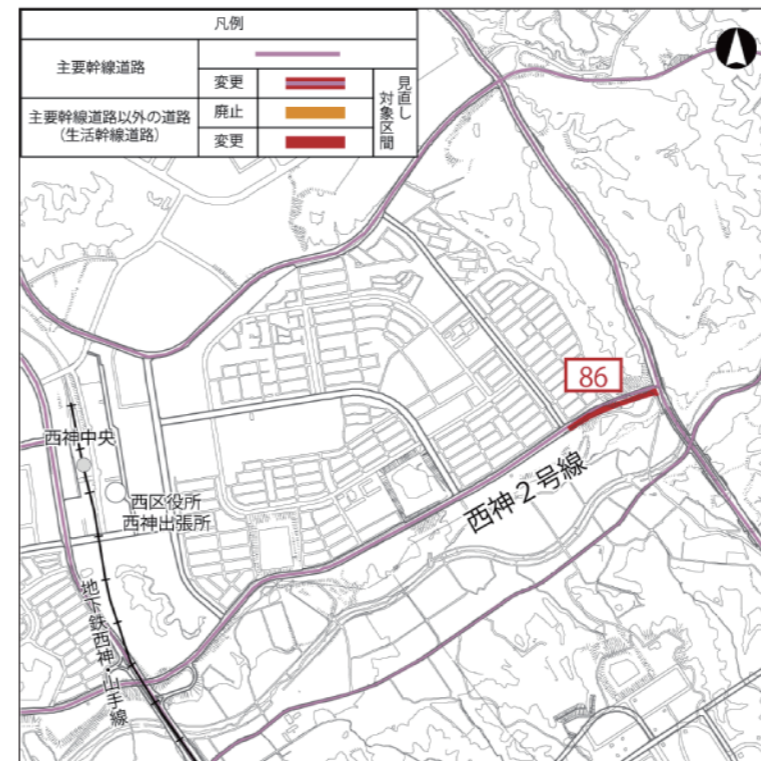 凡例
主要幹線道路
変更
主要幹線道路以外の道路
(生活幹線道路)
廃止
変更
見直し
対象区間
86
西神中央
西区役所
西神出張所
西神2号線
地下鉄西神・山手線